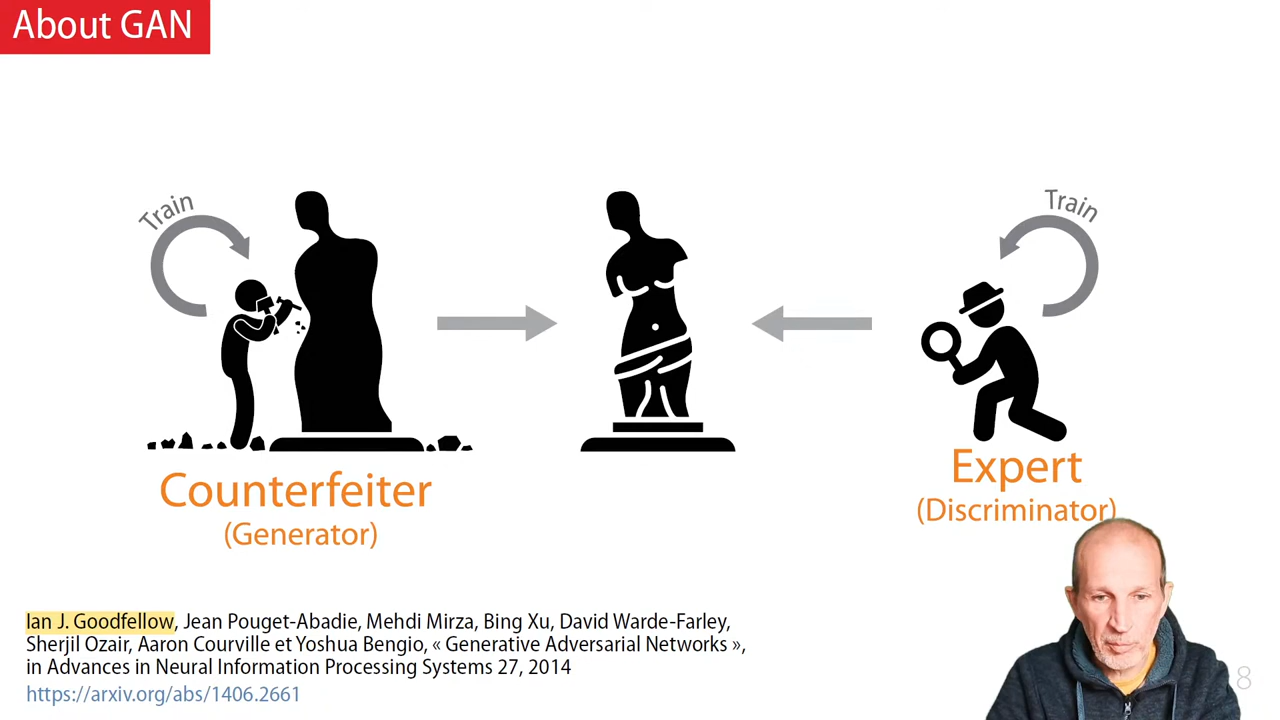 About GAN
Train
Train
Counterfeiter
(Generator)
Expert
(Discriminator)
Ian J. Goodfellow, Jean Pouget-Abadie, Mehdi Mirza, Bing Xu, David Warde-Farley,
Sherjil Ozair, Aaron Courville et Yoshua Bengio, « Generative Adversarial Networks »,
in Advances in Neural Information Processing Systems 27, 2014
https://arxiv.org/abs/1406.2661
8